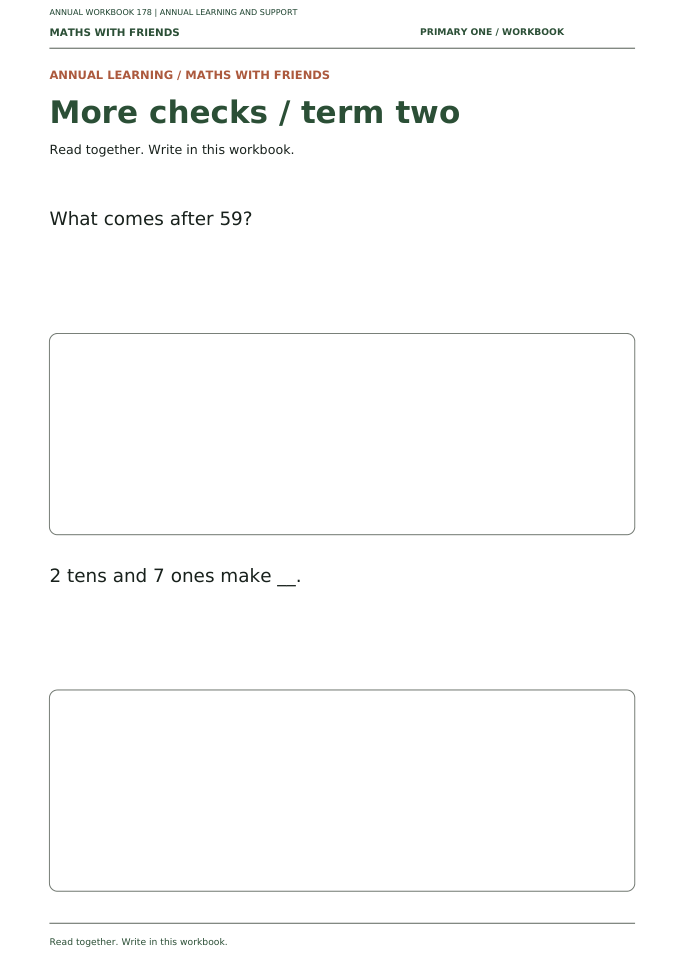 ANNUAL WORKBOOK 178 | ANNUAL LEARNING AND SUPPORT
MATHS WITH FRIENDS
PRIMARY ONE / WORKBOOK
ANNUAL LEARNING / MATHS WITH FRIENDS
More checks / term two
Read together. Write in this workbook.
What comes after 59?
2 tens and 7 ones make __.
Read together. Write in this workbook.